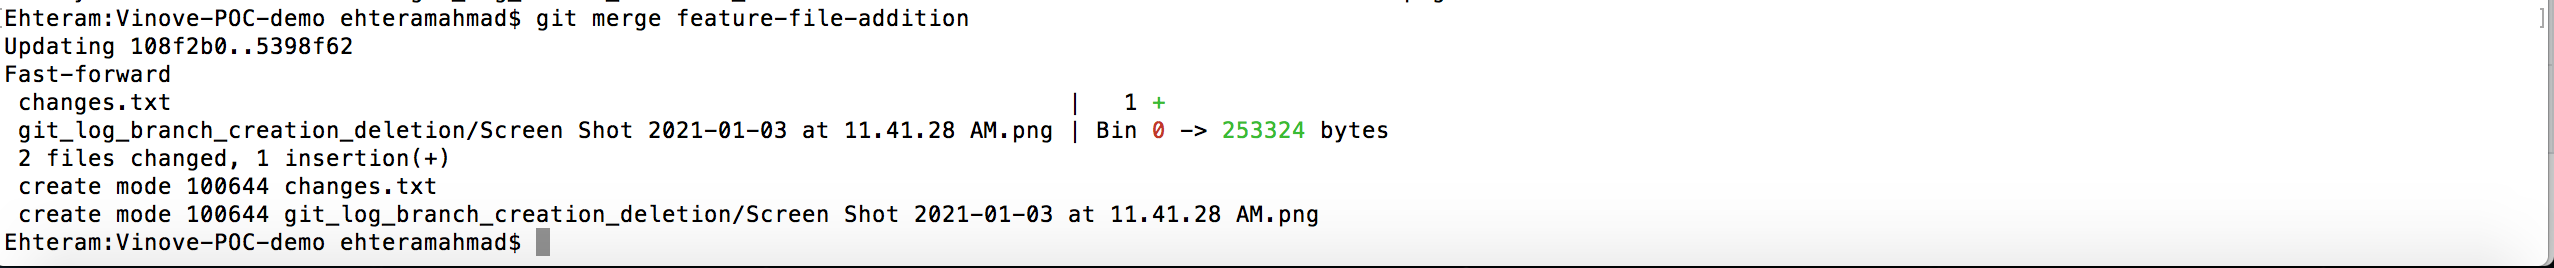 Ehteram:Vinove-POC-demo ehteramahmad$ git merge feature-file-addition
Updating 108f2b0..5398f62
Fast-forward
 changes.txt | 1 +
 git_log_branch_creation_deletion/Screen Shot 2021-01-03 at 11.41.28 AM.png | Bin 0 -> 253324 bytes
 2 files changed, 1 insertion(+)
 create mode 100644 changes.txt
 create mode 100644 git_log_branch_creation_deletion/Screen Shot 2021-01-03 at 11.41.28 AM.png
Ehteram:Vinove-POC-demo ehteramahmad$